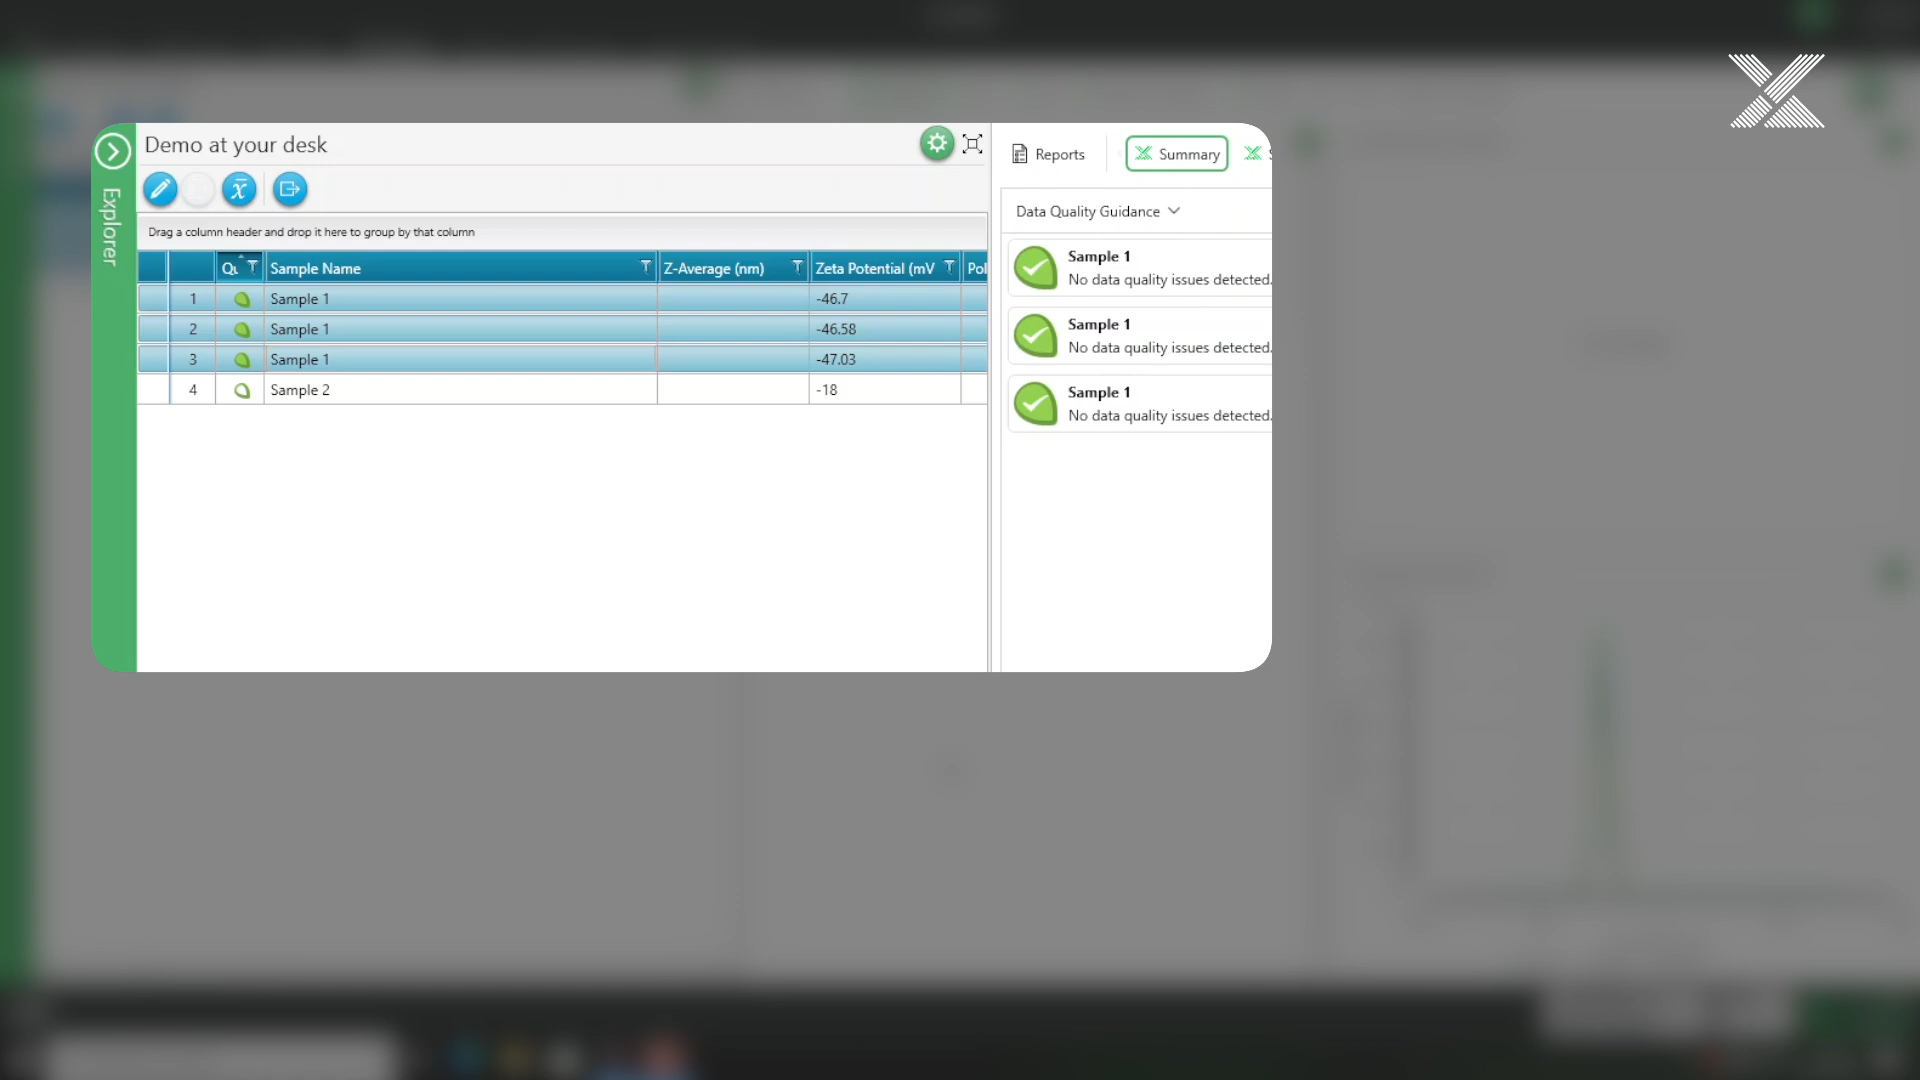 Demo at your desk
Explorer
Drag a column header and drop it here to group by that column
Qu Sample Name Z-Average (nm) Zeta Potential (mV Pol
1 Sample 1 -46.7
2 Sample 1 -46.58
3 Sample 1 -47.03
4 Sample 2 -18
Reports Summary
Data Quality Guidance
Sample 1
No data quality issues detected.
Sample 1
No data quality issues detected.
Sample 1
No data quality issues detected.